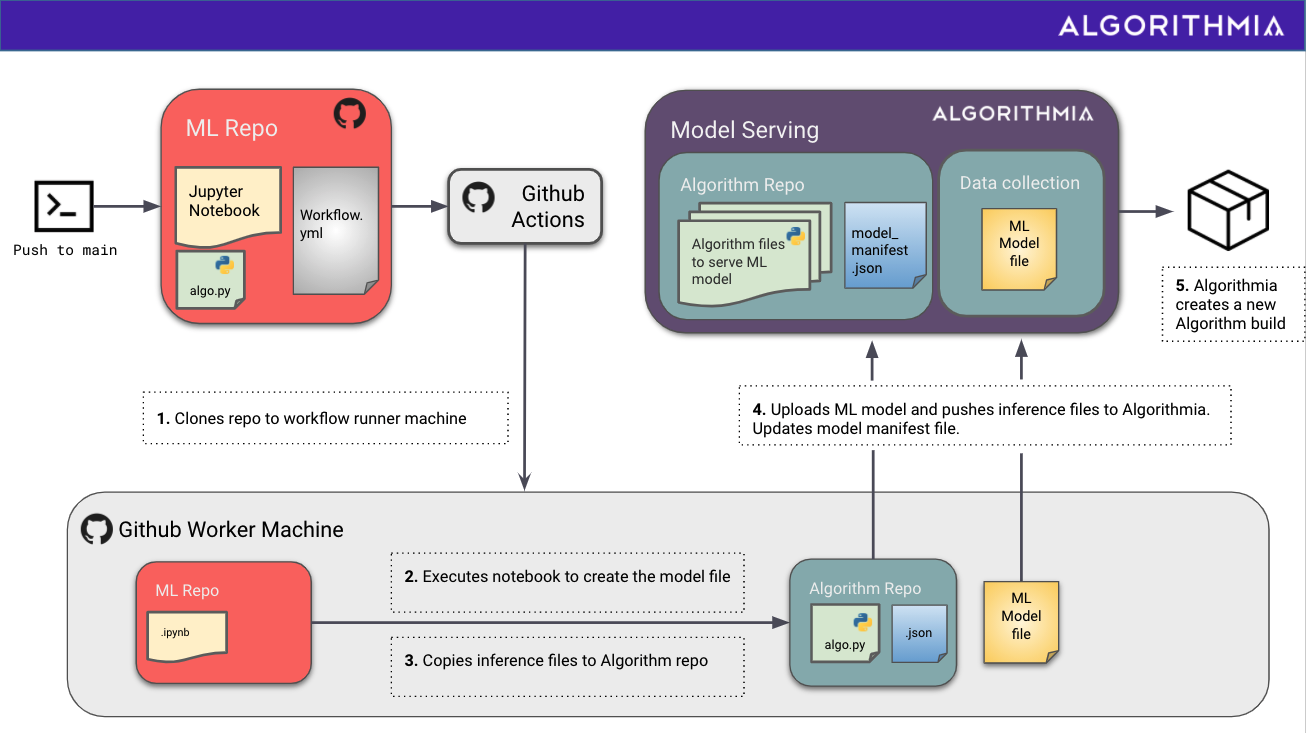 ALGORITHMIA
Push to main
ML Repo
Jupyter
Notebook
algo.py
Workflow.
yml
Github
Actions
Model Serving
ALGORITHMIA
Algorithm Repo
Algorithm files
to serve ML
model
model_
manifest
.json
Data collection
ML
Model
file
5. Algorithmia
creates a new
Algorithm build
1. Clones repo to workflow runner machine
4. Uploads ML model and pushes inference files to Algorithmia.
Updates model manifest file.
Github Worker Machine
ML Repo
.ipynb
2. Executes notebook to create the model file
3. Copies inference files to Algorithm repo
Algorithm Repo
algo.py
.json
ML
Model
file